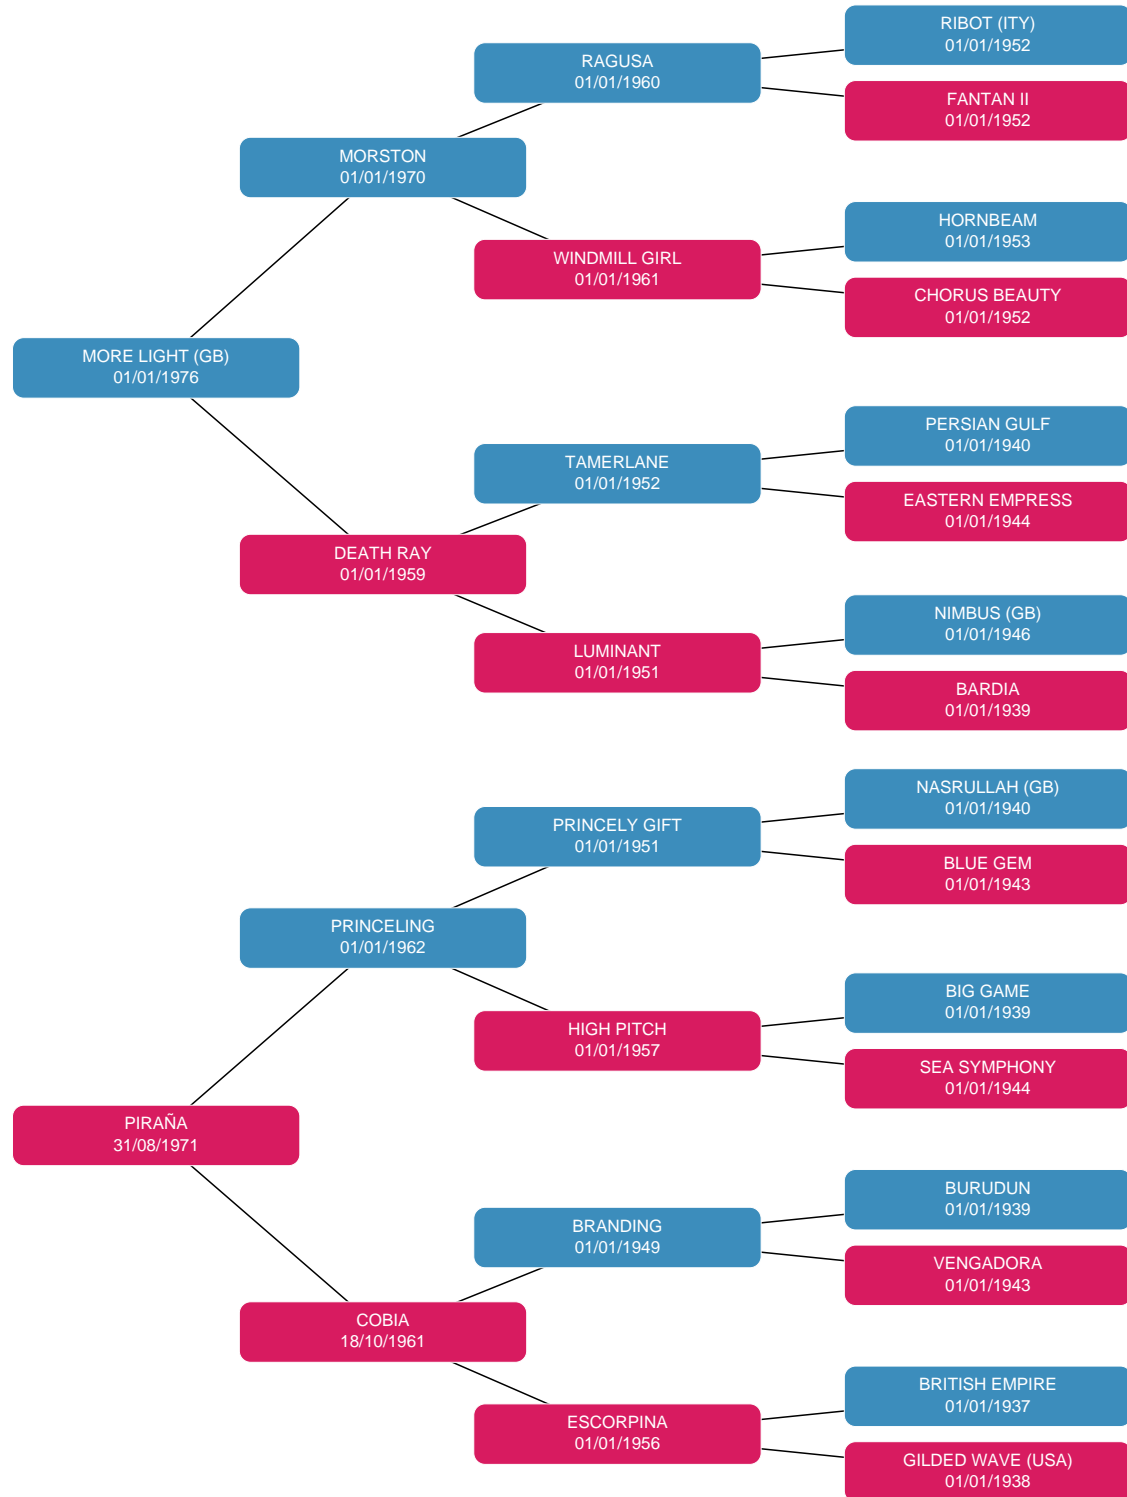 RIBOT (ITY)
01/01/1952
RAGUSA
01/01/1960
FANTAN II
01/01/1952
MORSTON
01/01/1970
HORNBEAM
01/01/1953
WINDMILL GIRL
01/01/1961
CHORUS BEAUTY
01/01/1952
MORE LIGHT (GB)
01/01/1976
PERSIAN GULF
01/01/1940
TAMERLANE
01/01/1952
EASTERN EMPRESS
01/01/1944
DEATH RAY
01/01/1959
NIMBUS (GB)
01/01/1946
LUMINANT
01/01/1951
BARDIA
01/01/1939
NASRULLAH (GB)
01/01/1940
PRINCELY GIFT
01/01/1951
BLUE GEM
01/01/1943
PRINCELING
01/01/1962
BIG GAME
01/01/1939
HIGH PITCH
01/01/1957
SEA SYMPHONY
01/01/1944
PIRAÑA
31/08/1971
BURUDUN
01/01/1939
BRANDING
01/01/1949
VENGADORA
01/01/1943
COBIA
18/10/1961
BRITISH EMPIRE
01/01/1937
ESCORPINA
01/01/1956
GILDED WAVE (USA)
01/01/1938